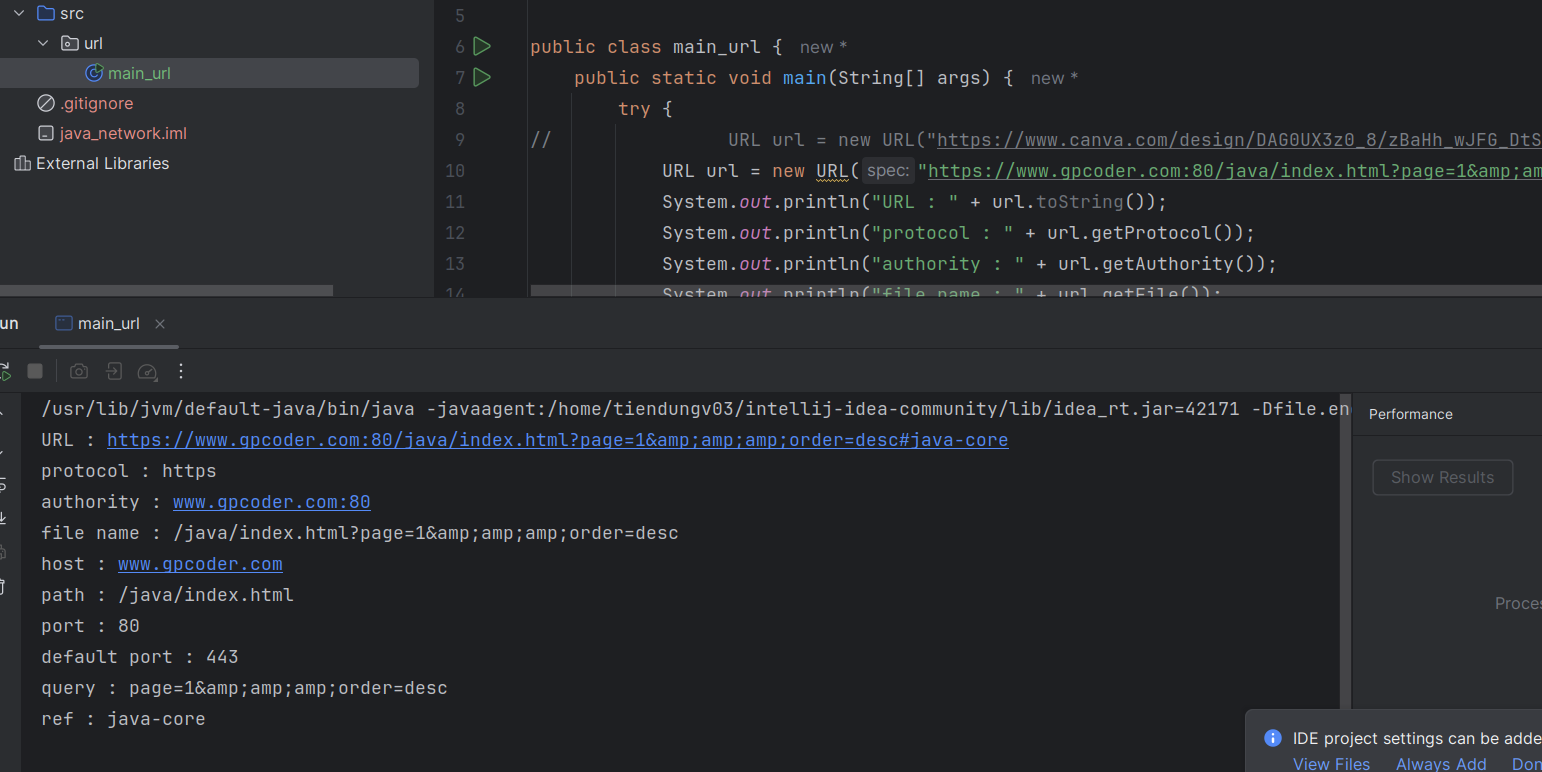 src
url
main_url
.gitignore
java_network.iml
External Libraries
5
6 public class main_url { new *
7 public static void main(String[] args) { new *
8 try {
9 // URL url = new URL("https://www.canva.com/design/DAG0UX3z0_8/zBaHh_wJFG_DtS
10 URL url = new URL( spec: "https://www.gpcoder.com:80/java/index.html?page=1&amp;am
11 System.out.println("URL : " + url.toString());
12 System.out.println("protocol : " + url.getProtocol());
13 System.out.println("authority : " + url.getAuthority());
14 System.out.println("file name : " + url.getFile());
un main_url
/usr/lib/jvm/default-java/bin/java -javaagent:/home/tiendungv03/intellij-idea-community/lib/idea_rt.jar=42171 -Dfile.en
URL : https://www.gpcoder.com:80/java/index.html?page=1&amp;amp;amp;order=desc#java-core
protocol : https
authority : www.gpcoder.com:80
file name : /java/index.html?page=1&amp;amp;amp;order=desc
host : www.gpcoder.com
path : /java/index.html
port : 80
default port : 443
query : page=1&amp;amp;amp;order=desc
ref : java-core
Performance
Show Results
Proces
IDE project settings can be adde
View Files Always Add Don